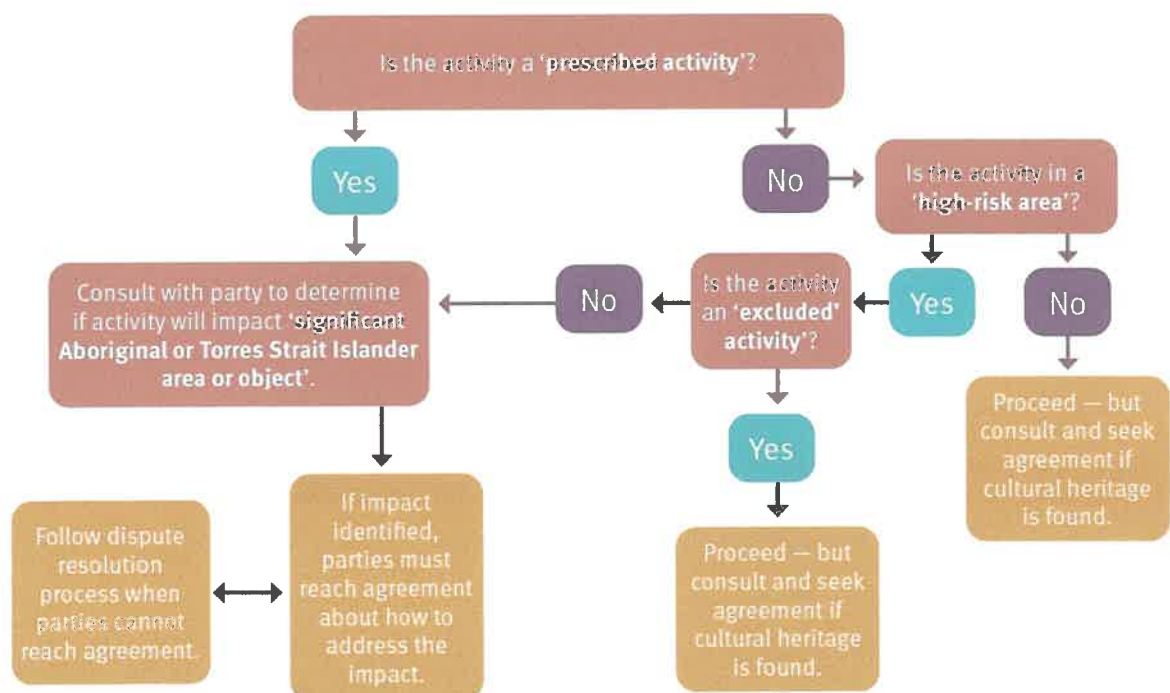 Is the activity a ‘prescribed activity’?
Yes
No
Is the activity in a
‘high-risk area’?
Consult with party to determine
if activity will impact ‘significant
Aboriginal or Torres Strait Islander
area or object’.
No
Is the activity
an ‘excluded’
activity’?
Yes
No
Yes
Proceed — but
consult and seek
agreement if
cultural heritage
is found.
Follow dispute
resolution
process when
parties cannot
reach agreement.
If impact
identified,
parties must
reach agreement
about how to
address the
impact.
Proceed — but
consult and seek
agreement if
cultural heritage
is found.